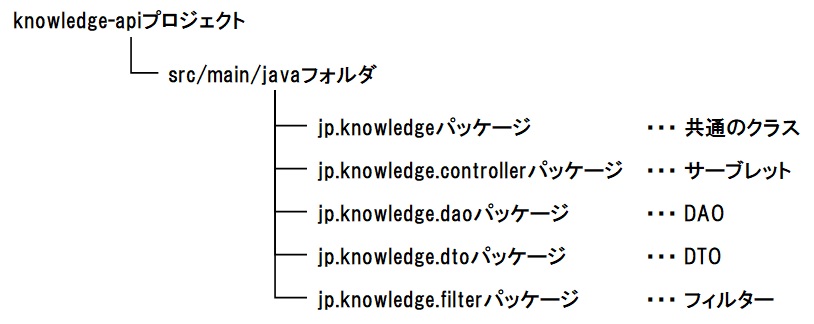 knowledge-apiプロジェクト
src/main/javaフォルダ
jp.knowledgeパッケージ ・・・ 共通のクラス
jp.knowledge.controllerパッケージ ・・・ サーブレット
jp.knowledge.daoパッケージ ・・・ DAO
jp.knowledge.dtoパッケージ ・・・ DTO
jp.knowledge.filterパッケージ ・・・ フィルター